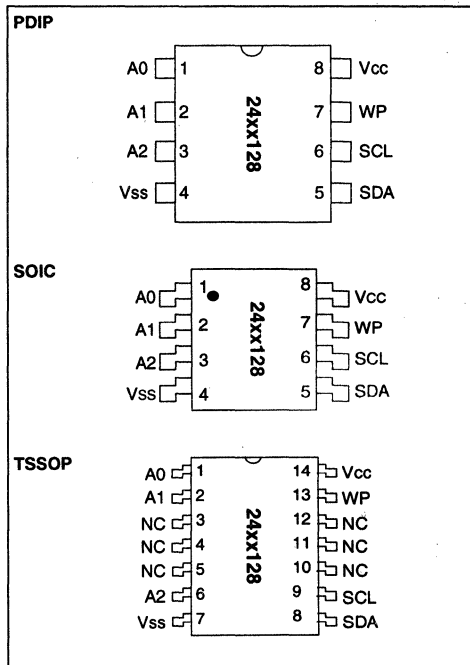 PDIP
A0 1 8 Vcc
A1 2 7 WP
A2 3 6 SCL
Vss 4 5 SDA
24xx128
SOIC
A0 1 8 Vcc
A1 2 7 WP
A2 3 6 SCL
Vss 4 5 SDA
24xx128
TSSOP
A0 1 14 Vcc
A1 2 13 WP
NC 3 12 NC
NC 4 11 NC
NC 5 10 NC
A2 6 9 SCL
Vss 7 8 SDA
24xx128